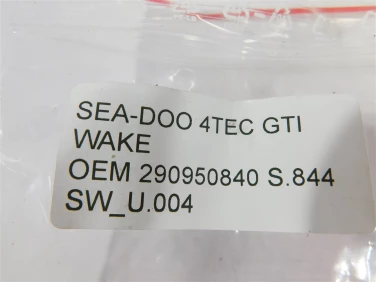 SEA-DOO 4TEC GTI
WAKE
OEM 290950840 S.844
SW_U.004